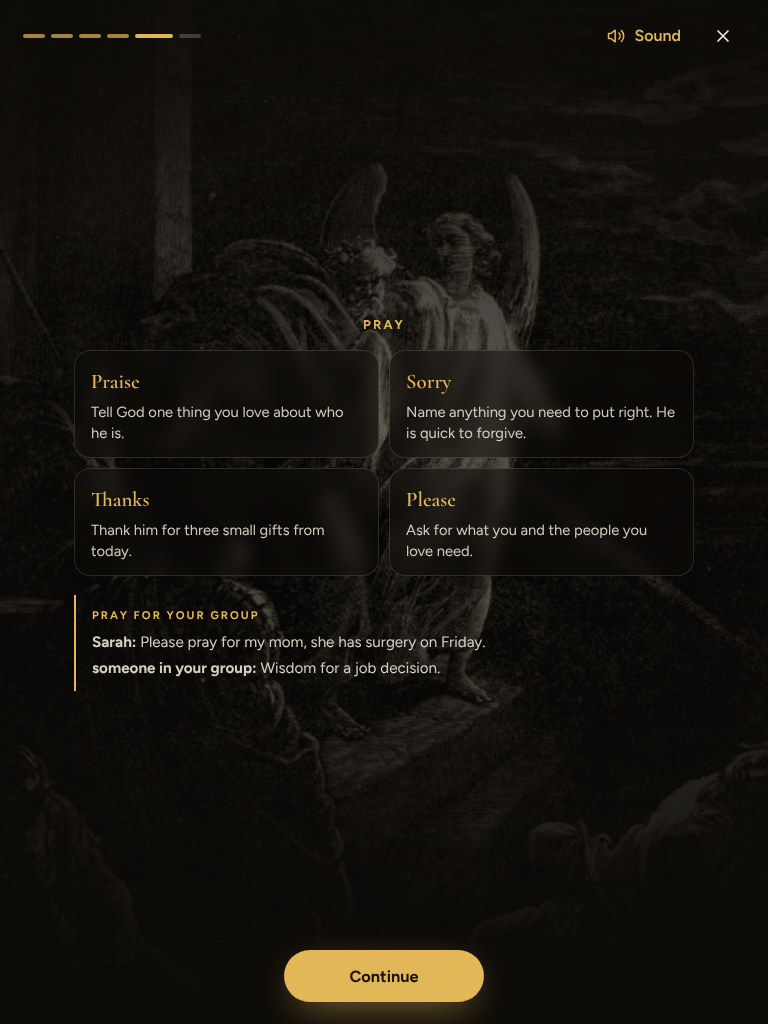 Sound
PRAY
Praise
Tell God one thing you love about who
he is.
Sorry
Name anything you need to put right. He
is quick to forgive.
Thanks
Thank him for three small gifts from
today.
Please
Ask for what you and the people you
love need.
PRAY FOR YOUR GROUP
Sarah: Please pray for my mom, she has surgery on Friday.
someone in your group: Wisdom for a job decision.
Continue